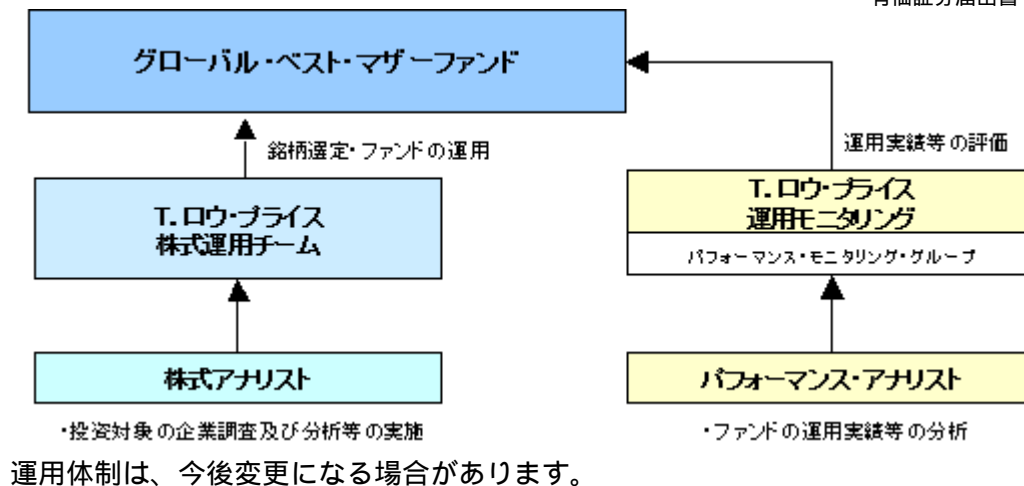 有価証券届出書
グローバル・ベスト・マザーファンド
銘柄選定・ファンドの運用
運用実績等の評価
T.ロウ・プライス
株式運用チーム
T.ロウ・プライス
運用モニタリング
パフォーマンス・モニタリング・グループ
株式アナリスト
パフォーマンス・アナリスト
・投資対象の企業調査及び分析等の実施
・ファンドの運用実績等の分析
運用体制は、今後変更になる場合があります。